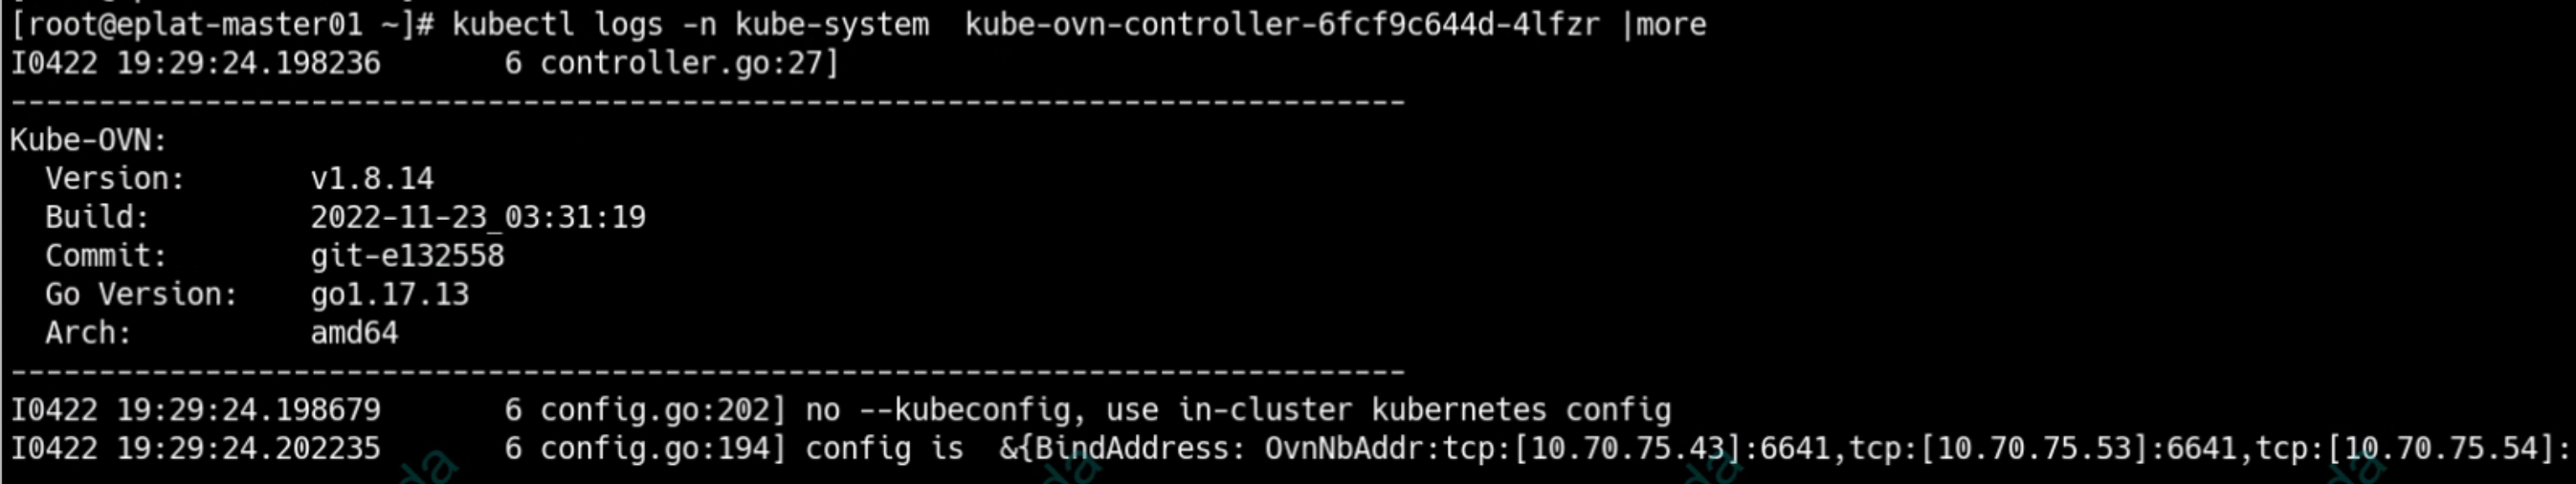 [root@eplat-master01 ~]# kubectl logs -n kube-system  kube-ovn-controller-6fcf9c644d-4lfzr |more
I0422 19:29:24.198236       6 controller.go:27]
-------------------------------------------------------------------------------
Kube-OVN:
  Version:       v1.8.14
  Build:         2022-11-23_03:31:19
  Commit:        git-e132558
  Go Version:    go1.17.13
  Arch:          amd64
-------------------------------------------------------------------------------
I0422 19:29:24.198679       6 config.go:202] no --kubeconfig, use in-cluster kubernetes config
I0422 19:29:24.202235       6 config.go:194] config is  &{BindAddress: OvnNbAddr:tcp:[10.70.75.43]:6641,tcp:[10.70.75.53]:6641,tcp:[10.70.75.54]: